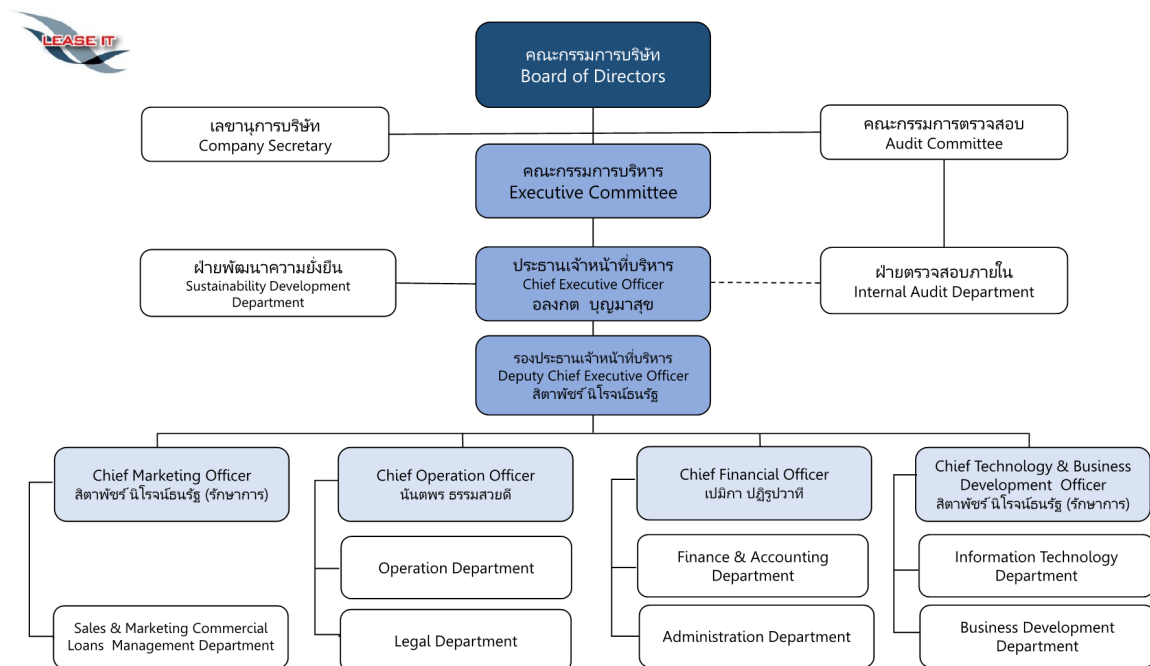 LEASE IT
คณะกรรมการบริษัท
Board of Directors
เลขานุการบริษัท
Company Secretary
คณะกรรมการตรวจสอบ
Audit Committee
คณะกรรมการบริหาร
Executive Committee
ฝ่ายพัฒนาความยั่งยืน
Sustainability Development
Department
ประธานเจ้าหน้าที่บริหาร
Chief Executive Officer
อลงกต บุญมาสุข
ฝ่ายตรวจสอบภายใน
Internal Audit Department
รองประธานเจ้าหน้าที่บริหาร
Deputy Chief Executive Officer
สิตาพัชร์ นิโรจน์ธนรัฐ
Chief Marketing Officer
สิตาพัชร์ นิโรจน์ธนรัฐ (รักษาการ)
Chief Operation Officer
นันตพร ธรรมสวยดี
Chief Financial Officer
เปมิกา ปฏิรูปวาที
Chief Technology & Business
Development Officer
สิตาพัชร์ นิโรจน์ธนรัฐ (รักษาการ)
Operation Department
Finance & Accounting
Department
Information Technology
Department
Sales & Marketing Commercial
Loans Management Department
Legal Department
Administration Department
Business Development
Department